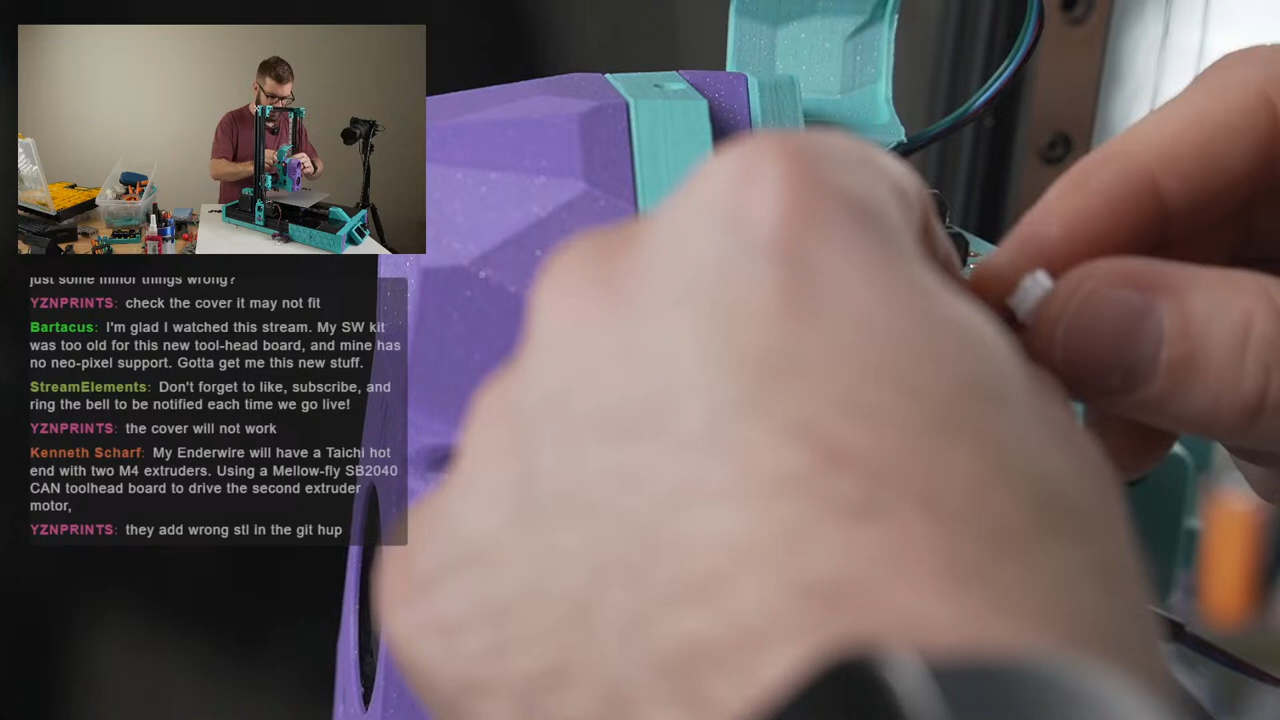 just some minor things wrong?
YZNPRINTS: check the cover it may not fit
Bartacus: I'm glad I watched this stream. My SW kit
was too old for this new tool-head board, and mine has
no neo-pixel support. Gotta get me this new stuff.
StreamElements: Don't forget to like, subscribe, and
ring the bell to be notified each time we go live!
YZNPRINTS: the cover will not work
Kenneth Scharf: My Enderwire will have a Taichi hot
end with two M4 extruders. Using a Mellow-fly SB2040
CAN toolhead board to drive the second extruder
motor,
YZNPRINTS: they add wrong stl in the git hup